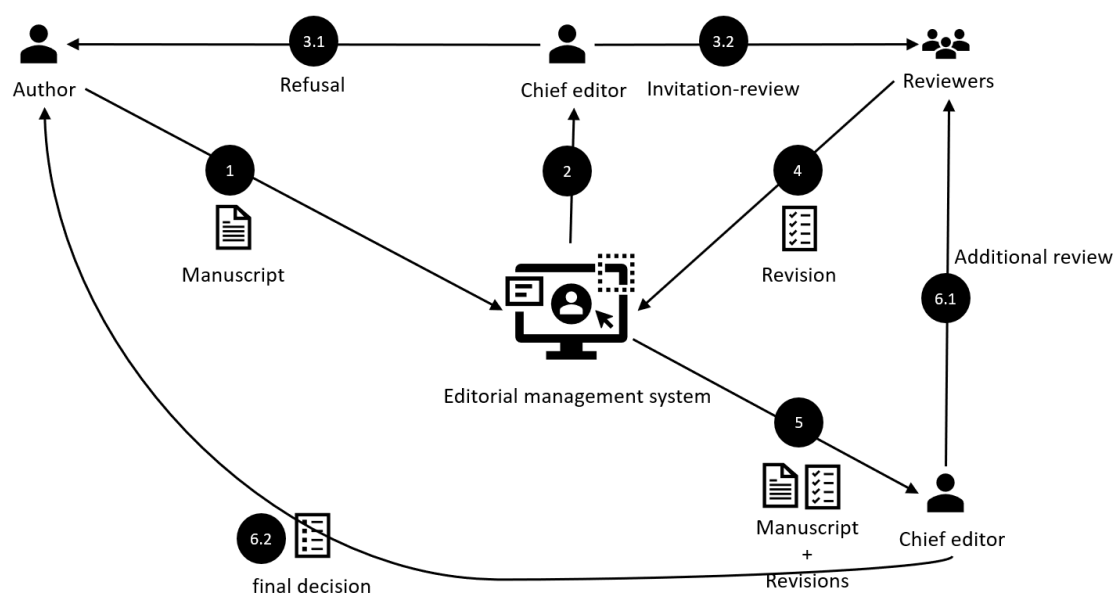 3.1
3.2
Refusal
Author
Chief editor
Invitation-review
Reviewers
1
2
4
Manuscript
Revision
Additional review
6.1
Editorial management system
5
Manuscript
+
Revisions
Chief editor
6.2
final decision